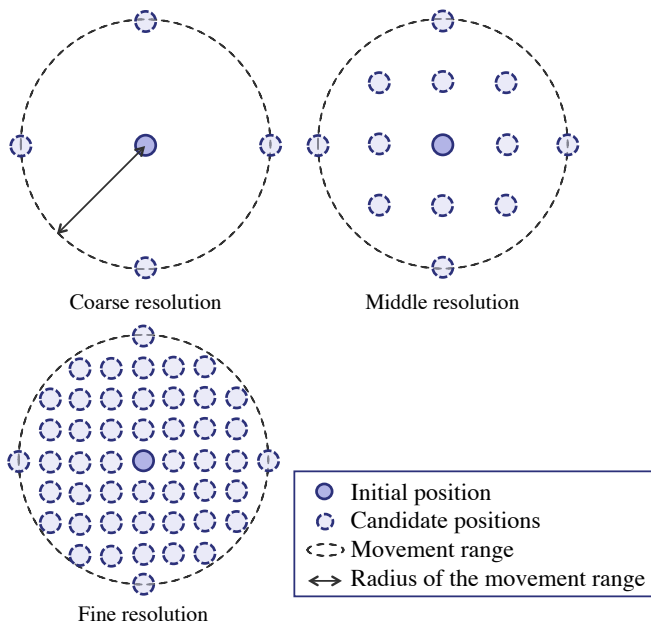 Coarse resolution
Middle resolution
Fine resolution
Initial position
Candidate positions
Movement range
Radius of the movement range